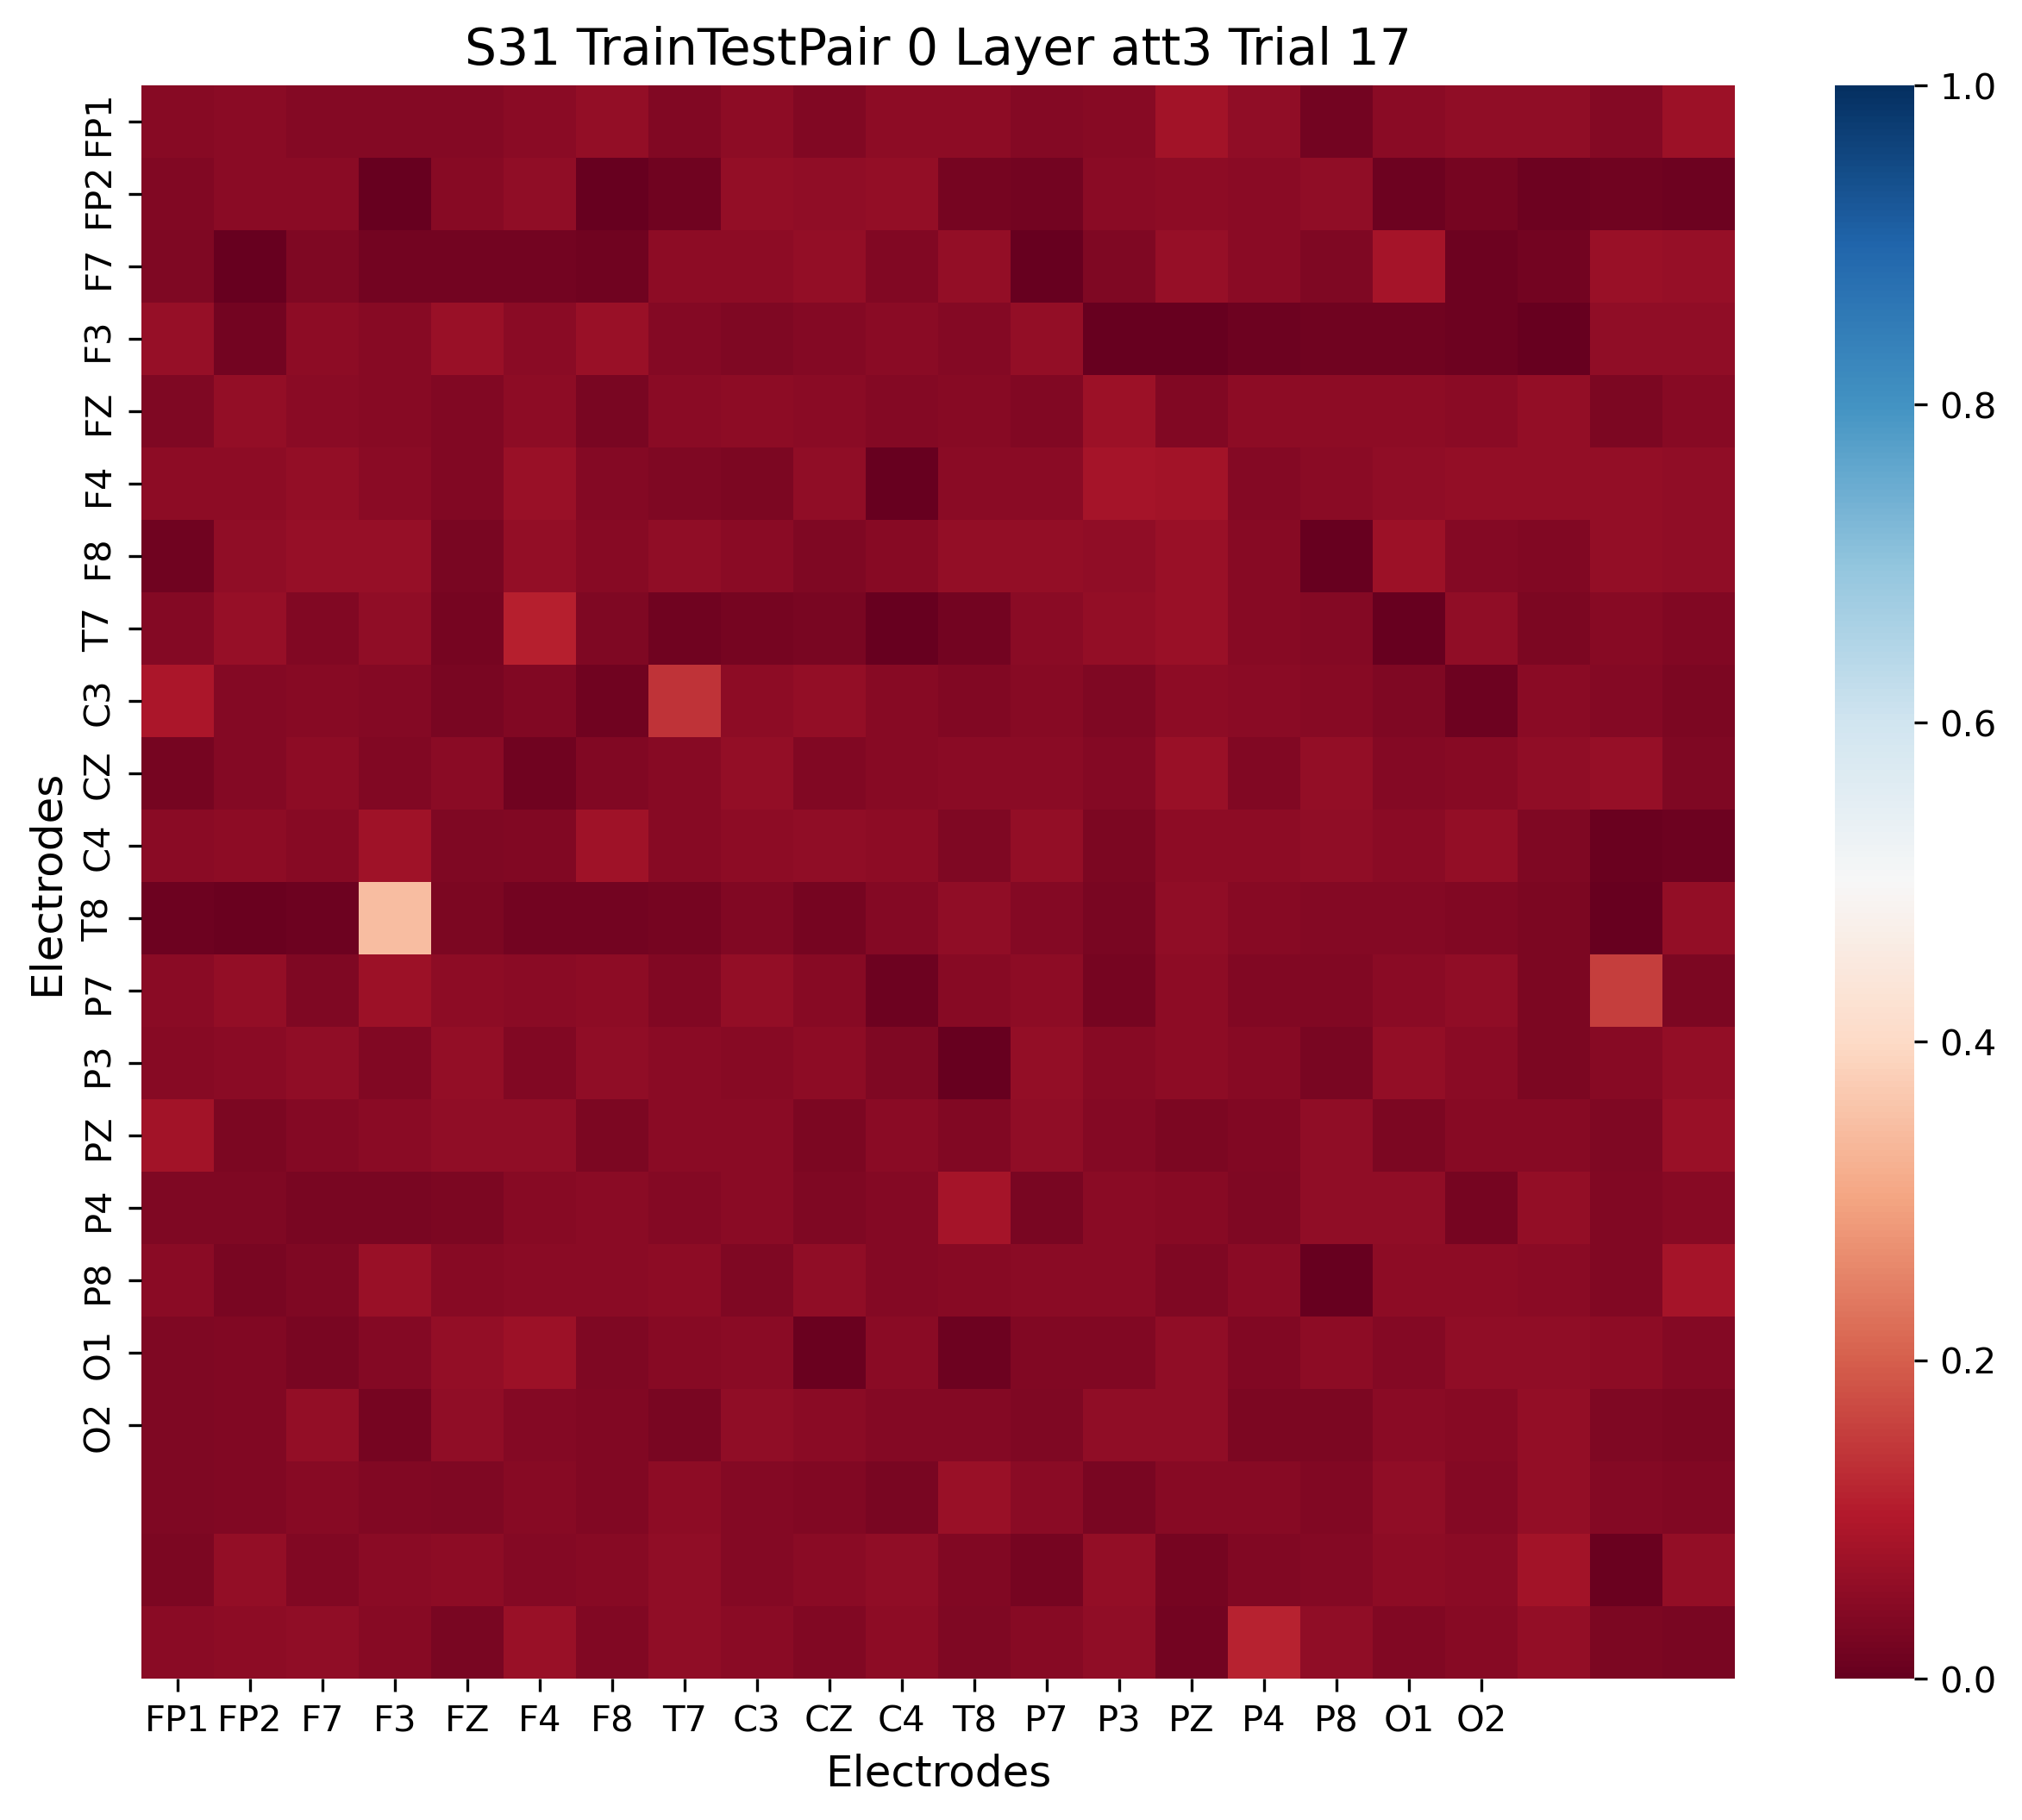 S31 TrainTestPair 0 Layer att3 Trial 17
Electrodes
FP1
FP2
F7
F3
FZ
F4
F8
T7
C3
CZ
C4
T8
P7
P3
PZ
P4
P8
O1
O2
FP1 FP2 F7 F3 FZ F4 F8 T7 C3 CZ C4 T8 P7 P3 PZ P4 P8 O1 O2
Electrodes
1.0
0.8
0.6
0.4
0.2
0.0